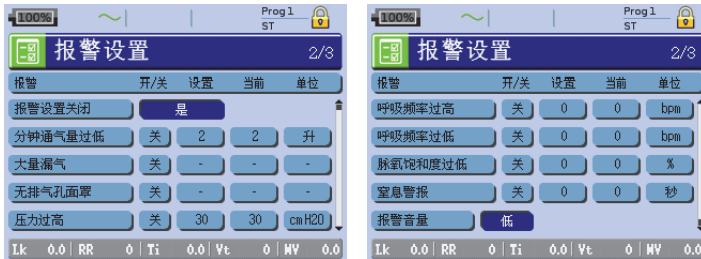 100%
Prog1
ST
报警设置
2/3
报警 开/关 设置 当前 单位
报警设置关闭 是
分钟通气量过低 关 2 2 升
大量漏气 关 - - -
无排气孔面罩 关 - - -
压力过高 关 30 30 cmH2O
Lk 0.0 RR 0 Ti 0.0 Vt 0 MV 0.0
100%
Prog1
ST
报警设置
2/3
报警 开/关 设置 当前 单位
呼吸频率过高 关 0 0 bpm
呼吸频率过低 关 0 0 bpm
脉氧饱和度过低 关 0 0 %
窒息警报 关 0 0 秒
报警音量 低
Lk 0.0 RR 0 Ti 0.0 Vt 0 MV 0.0